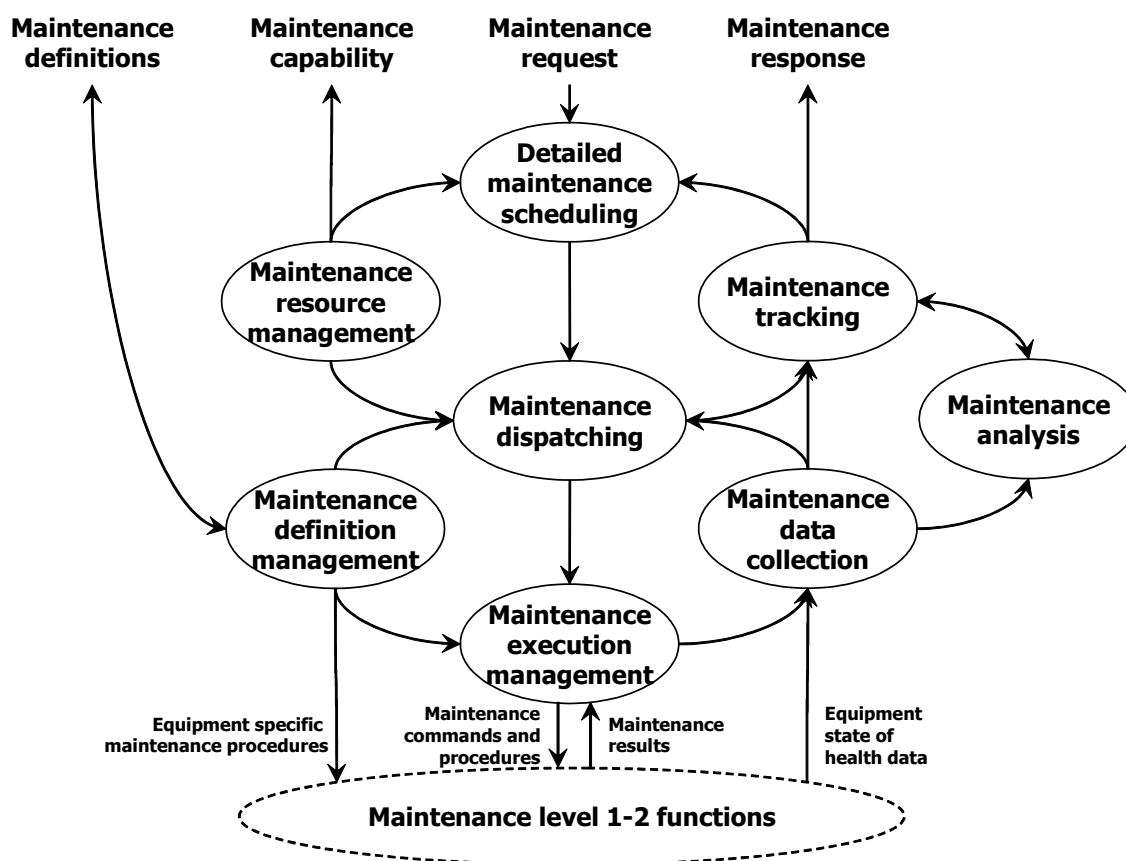 Maintenance
definitions
Maintenance
capability
Maintenance
request
Maintenance
response
Detailed
maintenance
scheduling
Maintenance
resource
management
Maintenance
tracking
Maintenance
dispatching
Maintenance
analysis
Maintenance
definition
management
Maintenance
data
collection
Maintenance
execution
management
Equipment specific
maintenance procedures
Maintenance
commands and
procedures
Maintenance
results
Equipment
state of
health data
Maintenance level 1-2 functions